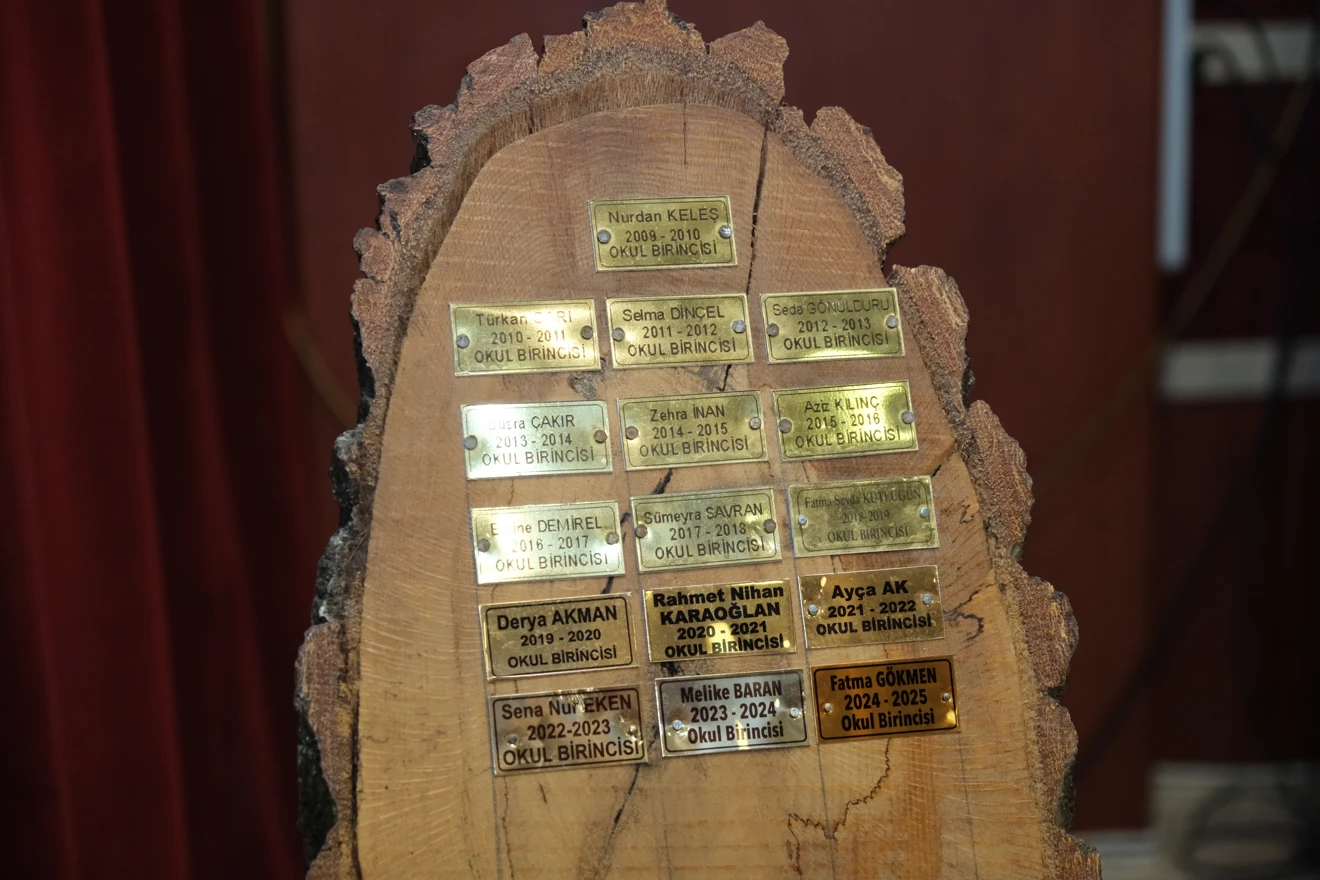 Nurdan KELEŞ
2009 - 2010
OKUL BİRİNCİSİ
Türkan
2010 - 2011
OKUL BİRİNCİSİ
Selma DİNÇEL
2011 - 2012
OKUL BİRİNCİSİ
Seda GÖNÜLDURU
2012 - 2013
OKUL BİRİNCİSİ
Büşra ÇAKIR
2013 - 2014
OKUL BİRİNCİSİ
Zehra İNAN
2014 - 2015
OKUL BİRİNCİSİ
Aziz KILINÇ
2015 - 2016
OKUL BİRİNCİSİ
DEMİREL
2016 - 2017
OKUL BİRİNCİSİ
Sümeyra SAVRAN
2017 - 2018
OKUL BİRİNCİSİ
Fatma Sevda KUTLUGÜN
OKUL BİRİNCİSİ
Derya AKMAN
2019 - 2020
OKUL BİRİNCİSİ
Rahmet Nihan
KARAOĞLAN
2020 - 2021
OKUL BİRİNCİSİ
Ayça AK
2021 - 2022
OKUL BİRİNCİSİ
Sena Nur EKEN
2022-2023
OKUL BİRİNCİSİ
Melike BARAN
2023 - 2024
Okul Birincisi
Fatma GÖKMEN
2024 - 2025
Okul Birincisi